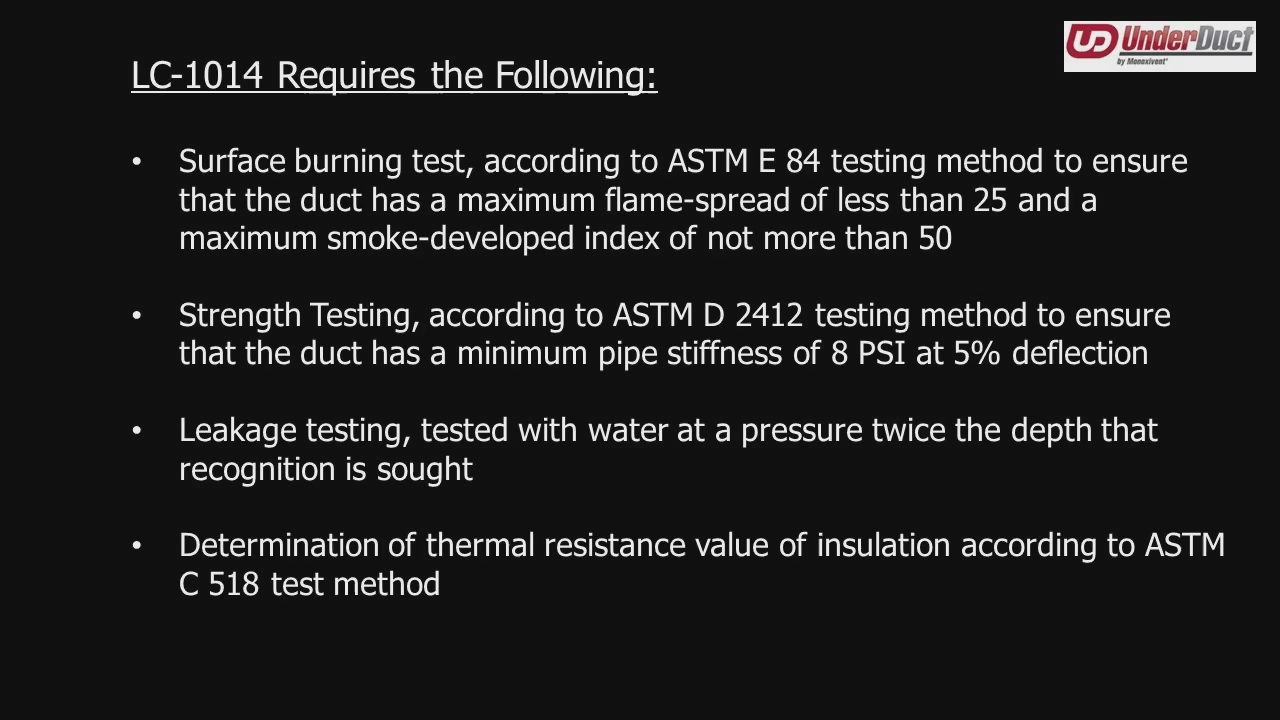 UD UnderDuct
by Monoxivent®
LC-1014 Requires the Following:
• Surface burning test, according to ASTM E 84 testing method to ensure
that the duct has a maximum flame-spread of less than 25 and a
maximum smoke-developed index of not more than 50
• Strength Testing, according to ASTM D 2412 testing method to ensure
that the duct has a minimum pipe stiffness of 8 PSI at 5% deflection
• Leakage testing, tested with water at a pressure twice the depth that
recognition is sought
• Determination of thermal resistance value of insulation according to ASTM
C 518 test method